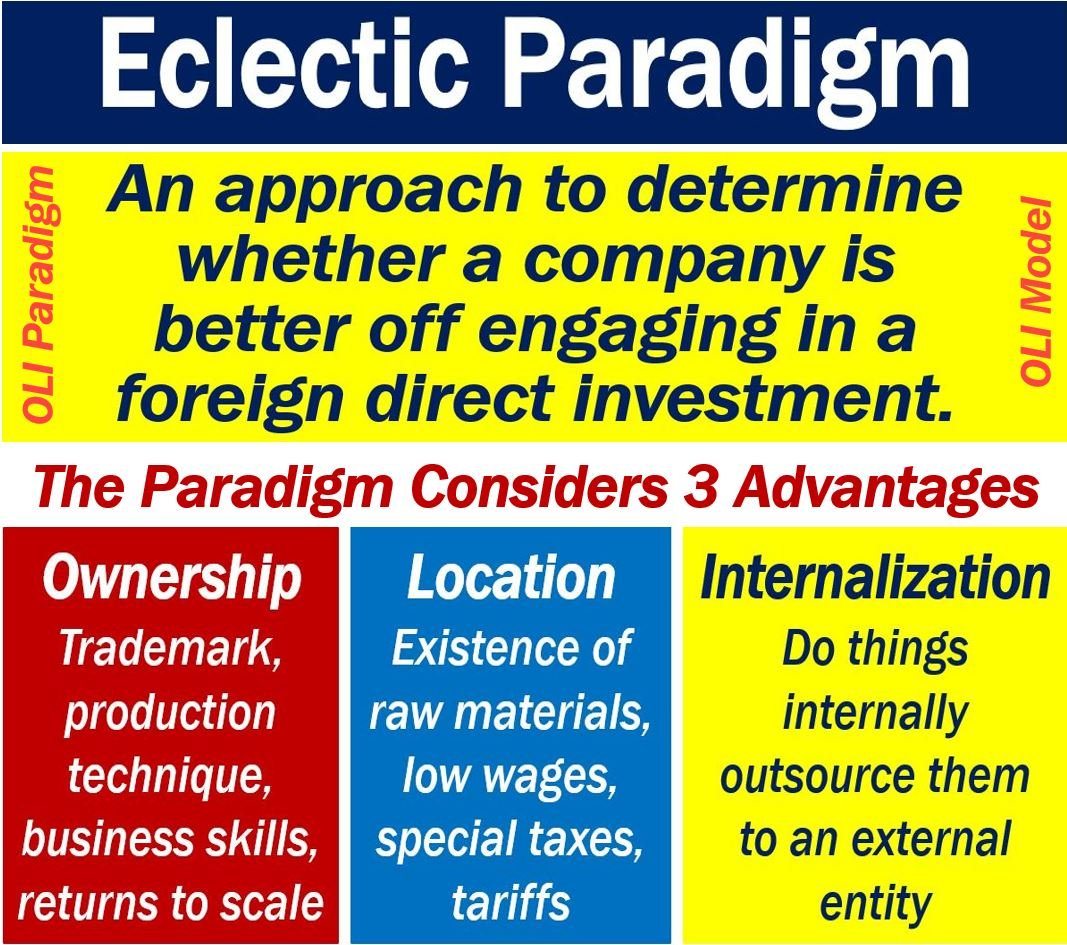 Eclectic Paradigm
OLI Paradigm
An approach to determine
whether a company is
better off engaging in a
foreign direct investment.
OLI Model
The Paradigm Considers 3 Advantages
Ownership
Trademark,
production
technique,
business skills,
returns to scale
Location
Existence of
raw materials,
low wages,
special taxes,
tariffs
Internalization
Do things
internally
outsource them
to an external
entity